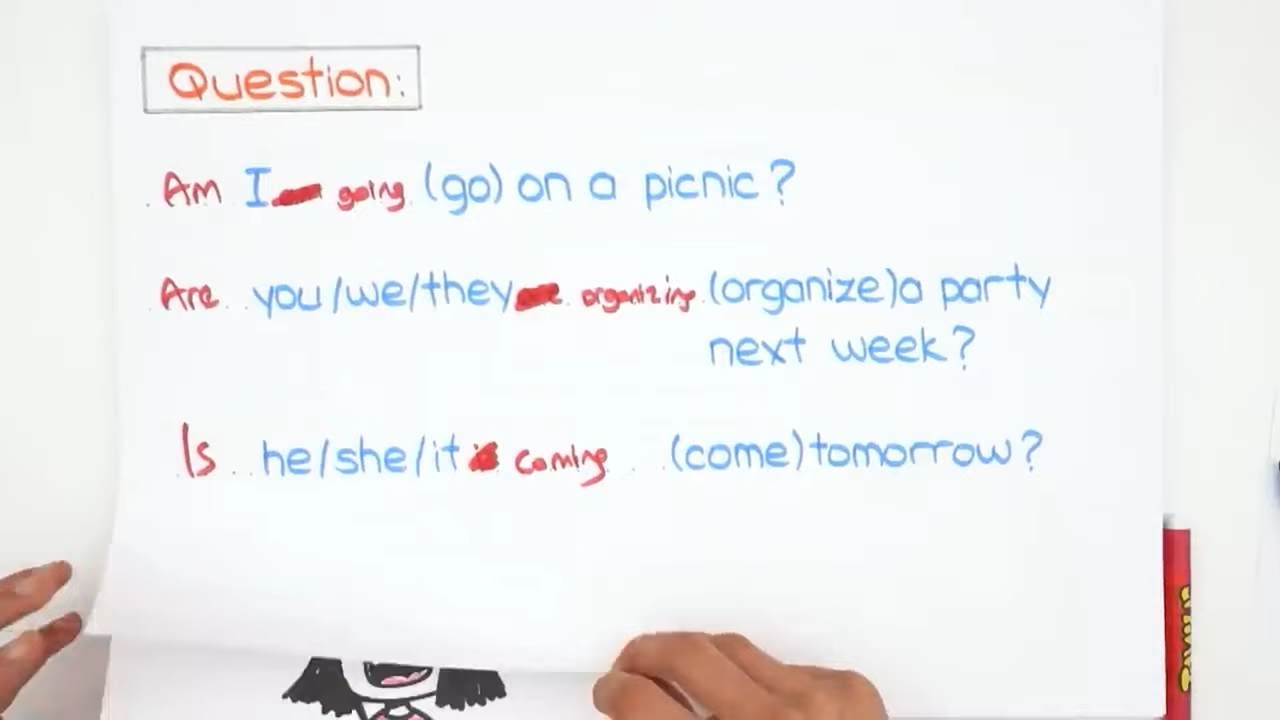 Question:
Am I going (go) on a picnic?
Are you/we/they organizing (organize) a party
next week?
Is he/she/it coming (come) tomorrow?